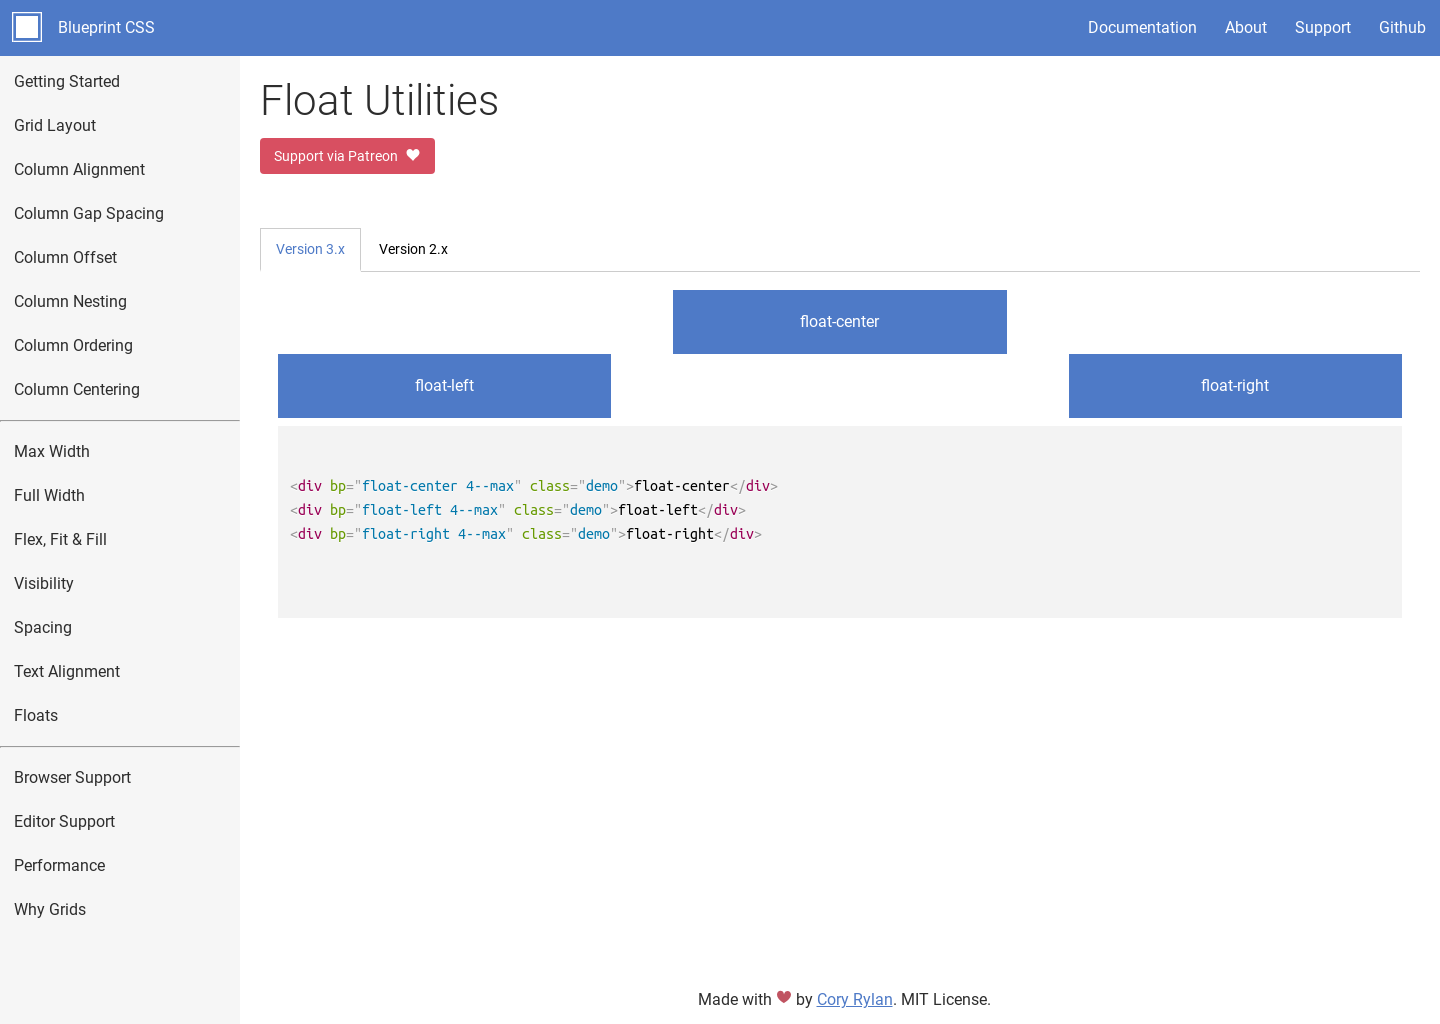 Blueprint CSS
Documentation
About
Support
Github
Getting Started
Grid Layout
Column Alignment
Column Gap Spacing
Column Offset
Column Nesting
Column Ordering
Column Centering
Max Width
Full Width
Flex, Fit & Fill
Visibility
Spacing
Text Alignment
Floats
Browser Support
Editor Support
Performance
Why Grids
Float Utilities
Support via Patreon
Version 3.x
Version 2.x
float-center
float-left
float-right
<div bp="float-center 4--max" class="demo">float-center</div>
<div bp="float-left 4--max" class="demo">float-left</div>
<div bp="float-right 4--max" class="demo">float-right</div>
Made with ♥ by Cory Rylan. MIT License.